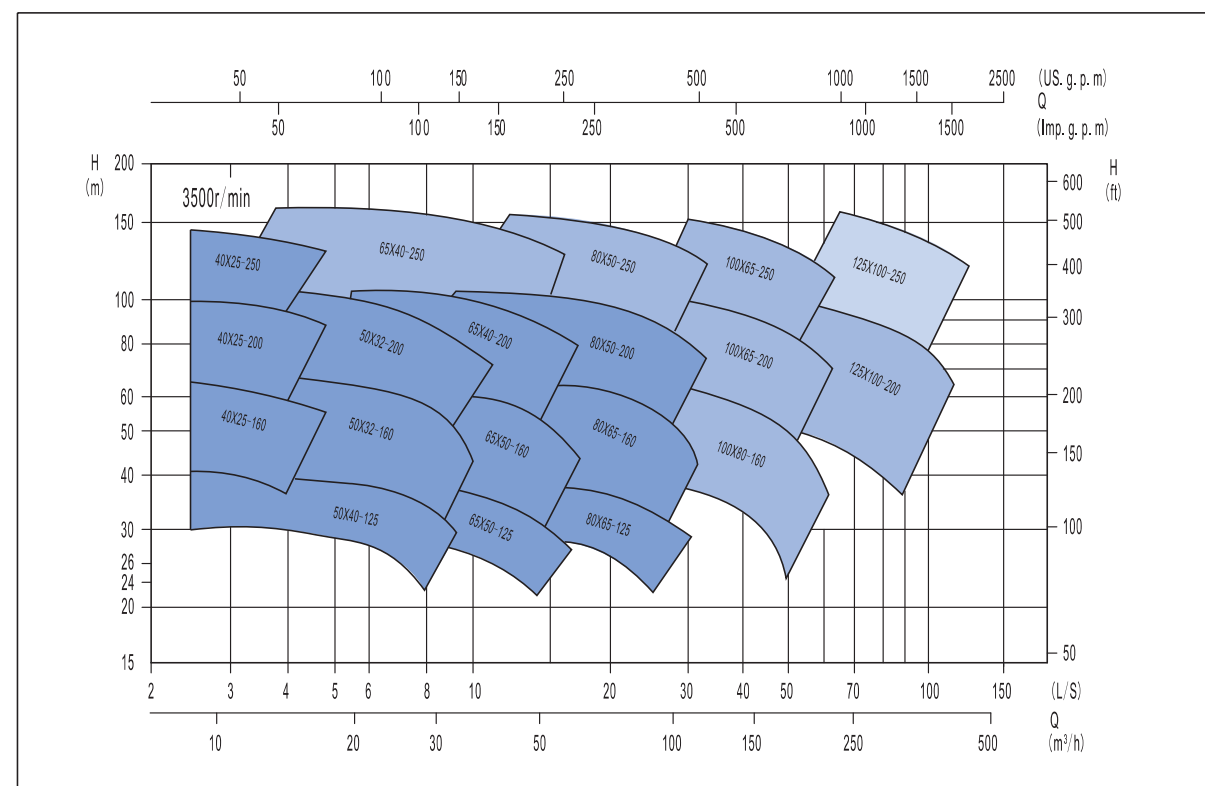 50 100 150 250 500 1000 1500 2500 (US. g. p. m)
Q
50 100 150 250 500 1000 1500 (Imp. g. p. m)
H
(m)
H
(ft)
3500r/min
200
150
100
80
60
50
40
30
26
24
20
15
600
500
400
300
200
150
100
50
65X40-250
80X50-250
100X65-250
125X100-250
40X25-250
40X25-200
50X32-200
65X40-200
80X50-200
100X65-200
125X100-200
40X25-160
50X32-160
65X50-160
80X65-160
100X80-160
50X40-125
65X50-125
80X65-125
2 3 4 5 6 8 10 20 30 40 50 70 100 150 (L/S)
Q
10 20 30 50 100 150 250 500 (m³/h)